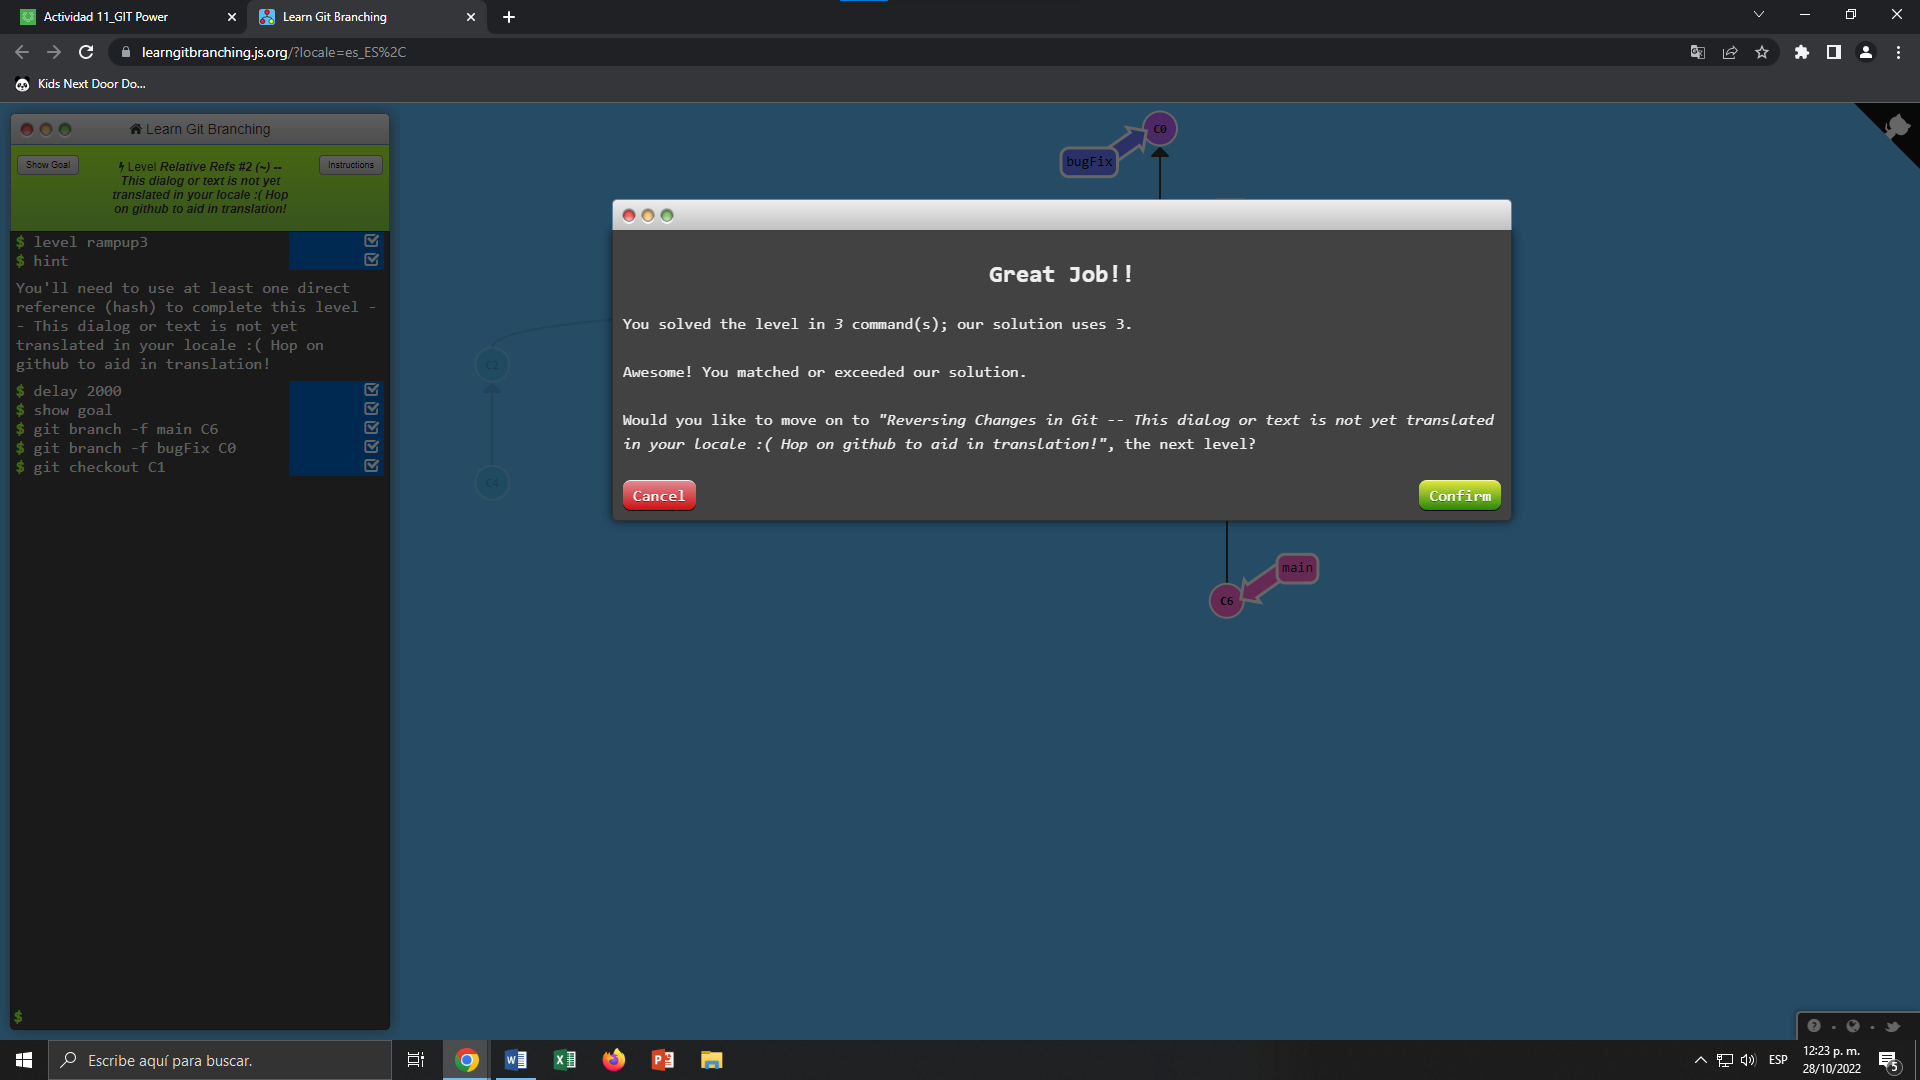 Actividad 11_GIT Power
Learn Git Branching
learngitbranching.js.org/?locale=es_ES%2C
Kids Next Door Do...
Learn Git Branching
Show Goal
Level Relative Refs #2 (~) --
This dialog or text is not yet
translated in your locale :( Hop
on github to aid in translation!
Instructions
$ level rampup3
$ hint
You'll need to use at least one direct
reference (hash) to complete this level -
- This dialog or text is not yet
translated in your locale :( Hop on
github to aid in translation!
$ delay 2000
$ show goal
$ git branch -f main C6
$ git branch -f bugFix C0
$ git checkout C1
$
C0
bugFix
C2
C4
Great Job!!
You solved the level in 3 command(s); our solution uses 3.
Awesome! You matched or exceeded our solution.
Would you like to move on to "Reversing Changes in Git -- This dialog or text is not yet translated
in your locale :( Hop on github to aid in translation!", the next level?
Cancel
Confirm
main
C6
Escribe aquí para buscar.
ESP
12:23 p. m.
28/10/2022
5